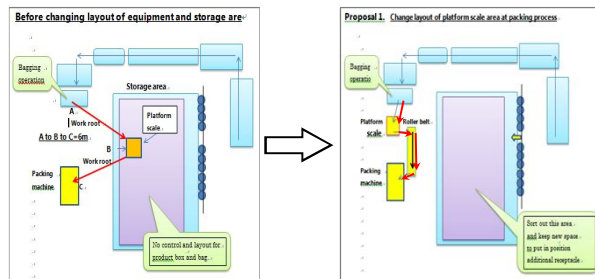 Before changing layout of equipment and storage are
Bagging
operation
Storage area
A
Work root
A to B to C=6m
B
Platform
scale
Work root
Packing
machine
C
No control and layout for
product box and bag.
Proposal 1. Change layout of platform scale area at packing process
Bagging
operatio
Platform
scale
Roller belt
Packing
machine
Sort out this area
and keep new space
to put in position
additional receptacle